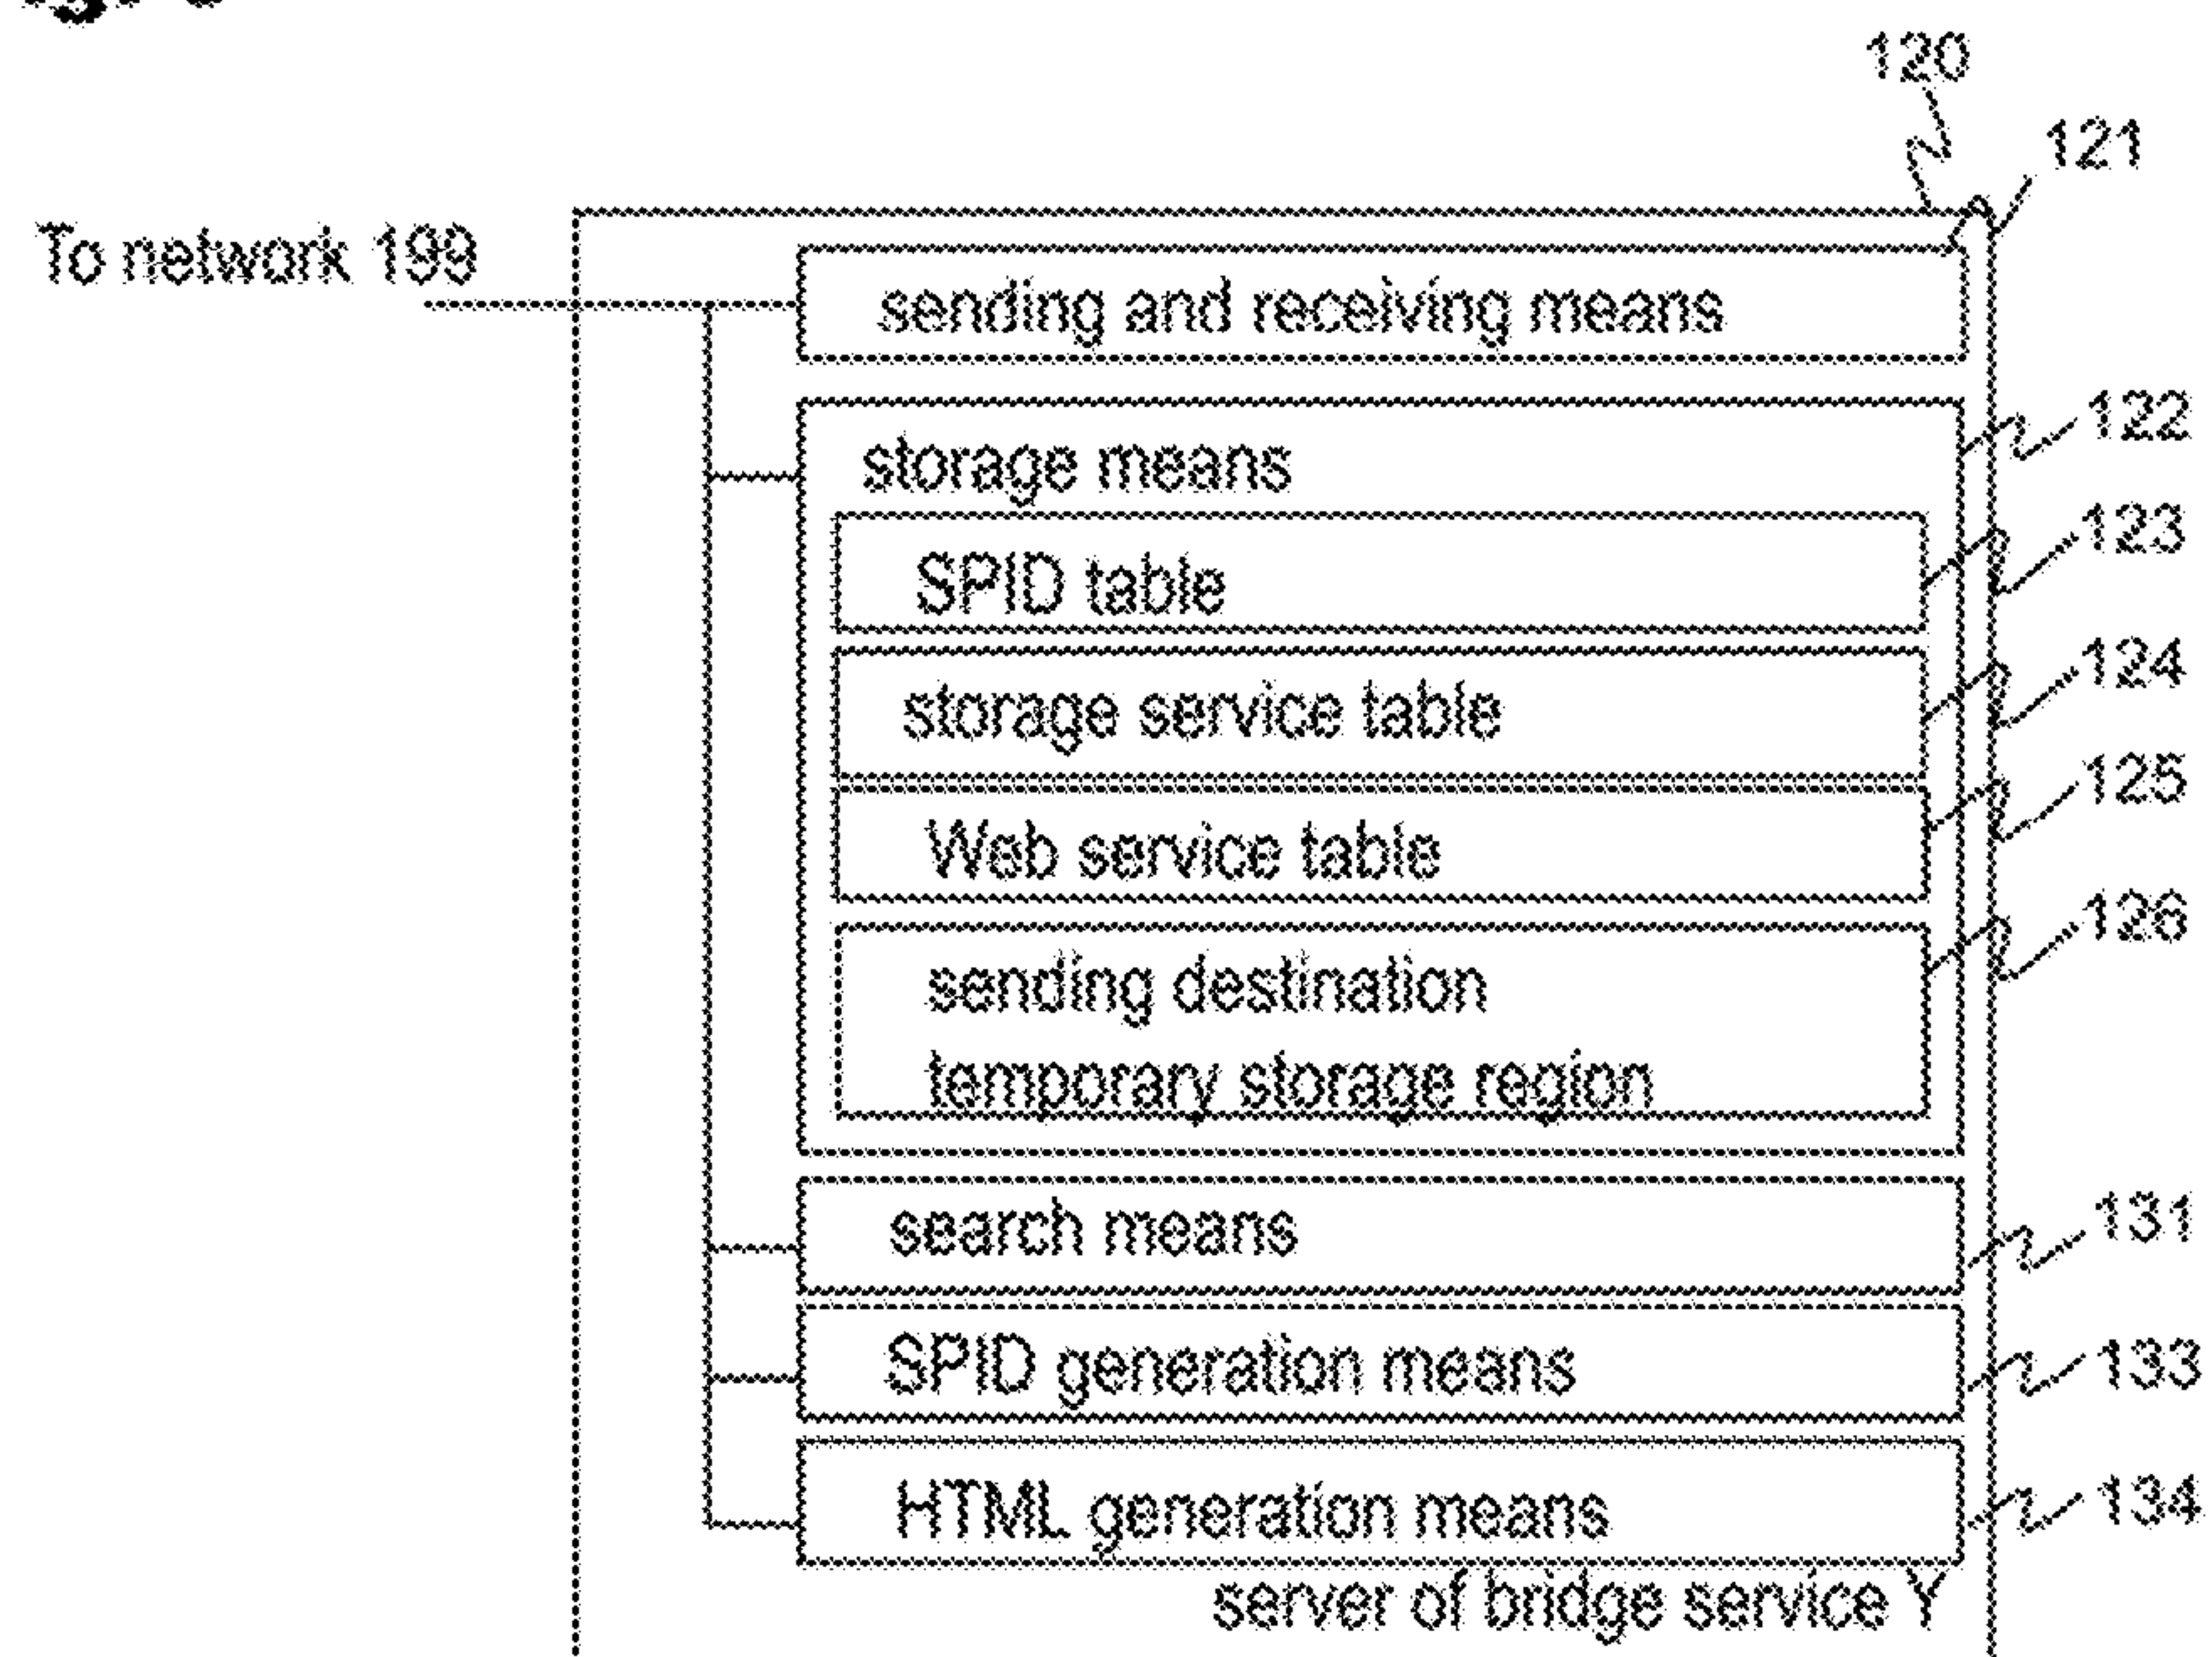 120
121
To network 199
sending and receiving means
122
storage means
123
SPID table
124
storage service table
125
Web service table
126
sending destination
temporary storage region
131
search means
133
SPID generation means
134
HTML generation means
server of bridge service Y